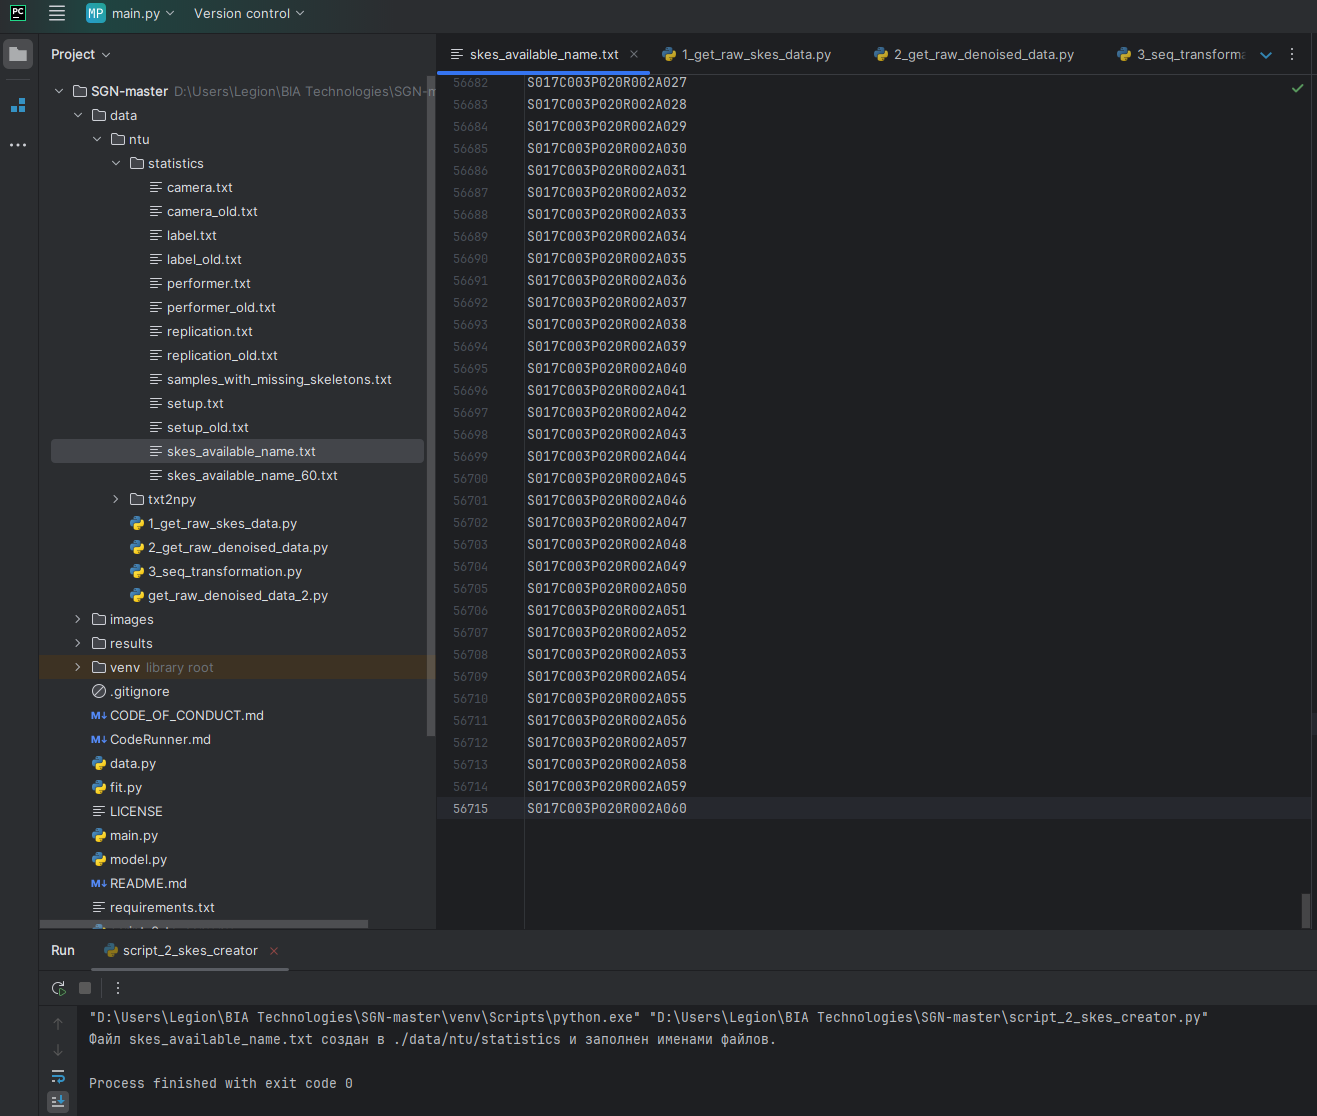 PC MP main.py Version control
Project
SGN-master D:\Users\Legion\BIA Technologies\SGN-m
data
ntu
statistics
camera.txt
camera_old.txt
label.txt
label_old.txt
performer.txt
performer_old.txt
replication.txt
replication_old.txt
samples_with_missing_skeletons.txt
setup.txt
setup_old.txt
skes_available_name.txt
skes_available_name_60.txt
txt2npy
1_get_raw_skes_data.py
2_get_raw_denoised_data.py
3_seq_transformation.py
get_raw_denoised_data_2.py
images
results
venv library root
.gitignore
M↓ CODE_OF_CONDUCT.md
M↓ CodeRunner.md
data.py
fit.py
LICENSE
main.py
model.py
M↓ README.md
requirements.txt
skes_available_name.txt 1_get_raw_skes_data.py 2_get_raw_denoised_data.py 3_seq_transforma
56682 S017C003P020R002A027
56683 S017C003P020R002A028
56684 S017C003P020R002A029
56685 S017C003P020R002A030
56686 S017C003P020R002A031
56687 S017C003P020R002A032
56688 S017C003P020R002A033
56689 S017C003P020R002A034
56690 S017C003P020R002A035
56691 S017C003P020R002A036
56692 S017C003P020R002A037
56693 S017C003P020R002A038
56694 S017C003P020R002A039
56695 S017C003P020R002A040
56696 S017C003P020R002A041
56697 S017C003P020R002A042
56698 S017C003P020R002A043
56699 S017C003P020R002A044
56700 S017C003P020R002A045
56701 S017C003P020R002A046
56702 S017C003P020R002A047
56703 S017C003P020R002A048
56704 S017C003P020R002A049
56705 S017C003P020R002A050
56706 S017C003P020R002A051
56707 S017C003P020R002A052
56708 S017C003P020R002A053
56709 S017C003P020R002A054
56710 S017C003P020R002A055
56711 S017C003P020R002A056
56712 S017C003P020R002A057
56713 S017C003P020R002A058
56714 S017C003P020R002A059
56715 S017C003P020R002A060
Run script_2_skes_creator
"D:\Users\Legion\BIA Technologies\SGN-master\venv\Scripts\python.exe" "D:\Users\Legion\BIA Technologies\SGN-master\script_2_skes_creator.py"
Файл skes_available_name.txt создан в ./data/ntu/statistics и заполнен именами файлов.
Process finished with exit code 0